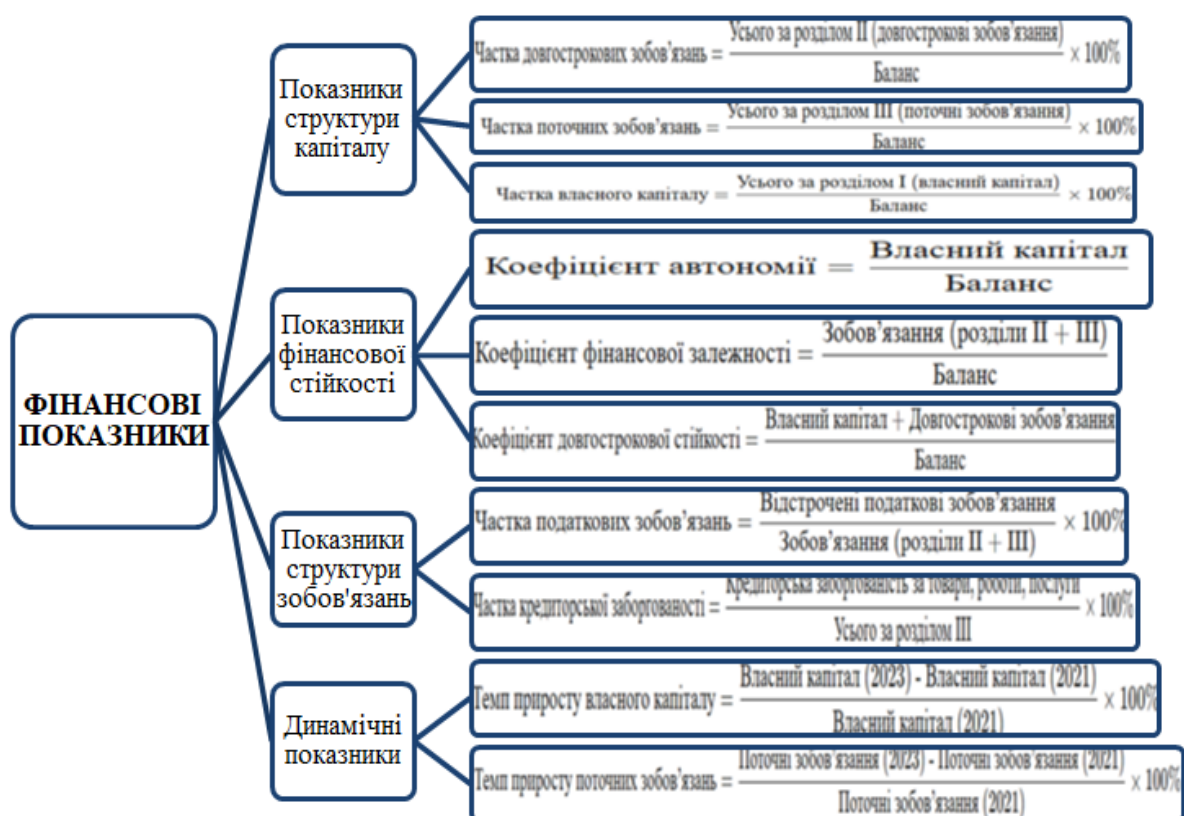 ФІНАНСОВІ
ПОКАЗНИКИ
Показники
структури
капіталу
Частка довгострокових зобов’язань = Усього за розділом II (довгострокові зобов’язання) / Баланс × 100%
Частка поточних зобов’язань = Усього за розділом III (поточні зобов’язання) / Баланс × 100%
Частка власного капіталу = Усього за розділом I (власний капітал) / Баланс × 100%
Показники
фінансової
стійкості
Коефіцієнт автономії = Власний капітал / Баланс
Коефіцієнт фінансової залежності = Зобов’язання (розділи II + III) / Баланс
Коефіцієнт довгострокової стійкості = Власний капітал + Довгострокові зобов’язання / Баланс
Показники
структури
зобов'язань
Частка податкових зобов’язань = Відстрочені податкові зобов’язання / Зобов’язання (розділи II + III) × 100%
Частка кредиторської заборгованості = Кредиторська заборгованість за товари, роботи, послуги / Усього за розділом III × 100%
Динамічні
показники
Темп приросту власного капіталу = Власний капітал (2023) - Власний капітал (2021) / Власний капітал (2021) × 100%
Темп приросту поточних зобов’язань = Поточні зобов’язання (2023) - Поточні зобов’язання (2021) / Поточні зобов’язання (2021) × 100%